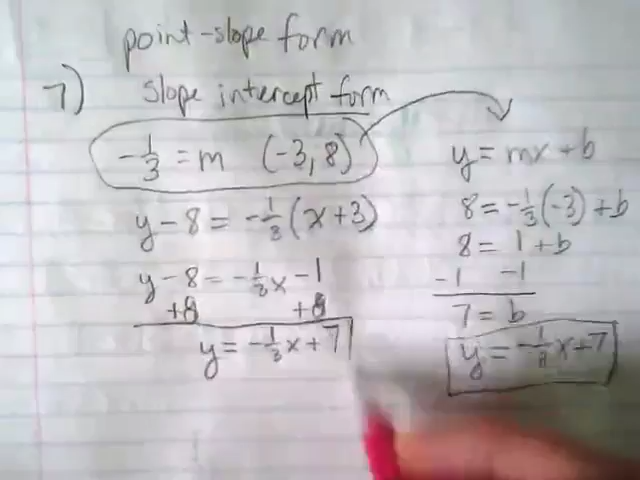 point-slope form
7) slope intercept form
-1/3 = m (-3, 8)
y - 8 = -1/3(x + 3)
y - 8 = -1/3x - 1
+8 +8
y = -1/3x + 7
y = mx + b
8 = -1/3(-3) + b
8 = 1 + b
-1 -1
7 = b
y = -1/3x + 7